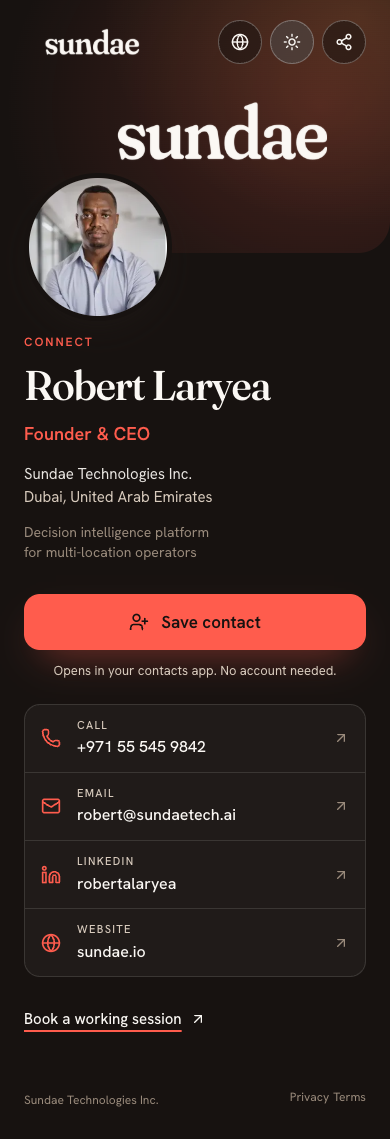 sundae
sundae
CONNECT
Robert Laryea
Founder & CEO
Sundae Technologies Inc.
Dubai, United Arab Emirates
Decision intelligence platform
for multi-location operators
Save contact
Opens in your contacts app. No account needed.
CALL
+971 55 545 9842
EMAIL
robert@sundaetech.ai
LINKEDIN
robertalaryea
WEBSITE
sundae.io
Book a working session
Sundae Technologies Inc.
Privacy Terms